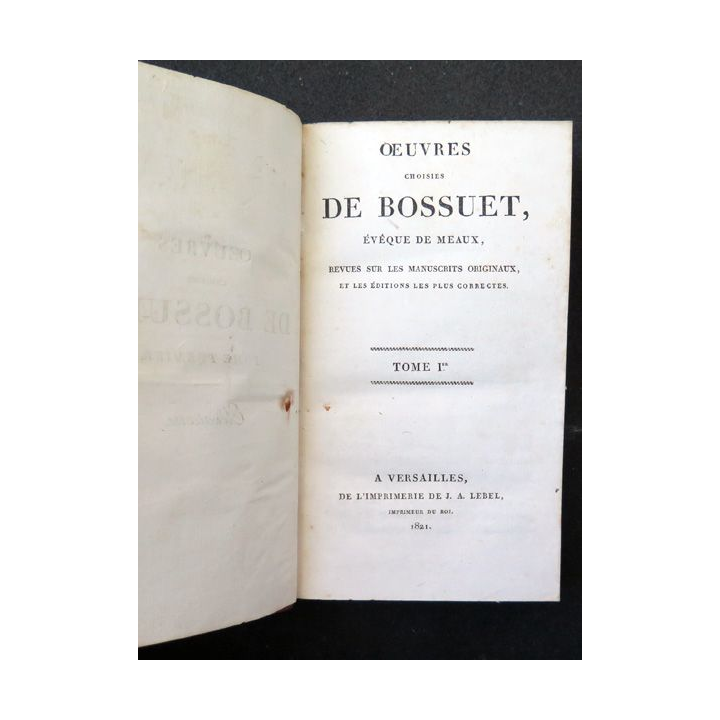 ŒUVRES
CHOISIES
DE BOSSUET,
ÉVÊQUE DE MEAUX,
REVUES SUR LES MANUSCRITS ORIGINAUX,
ET LES ÉDITIONS LES PLUS CORRECTES.
TOME Iᵉʳ
A VERSAILLES,
DE L'IMPRIMERIE DE J. A. LEBEL,
IMPRIMEUR DU ROI.
1821.